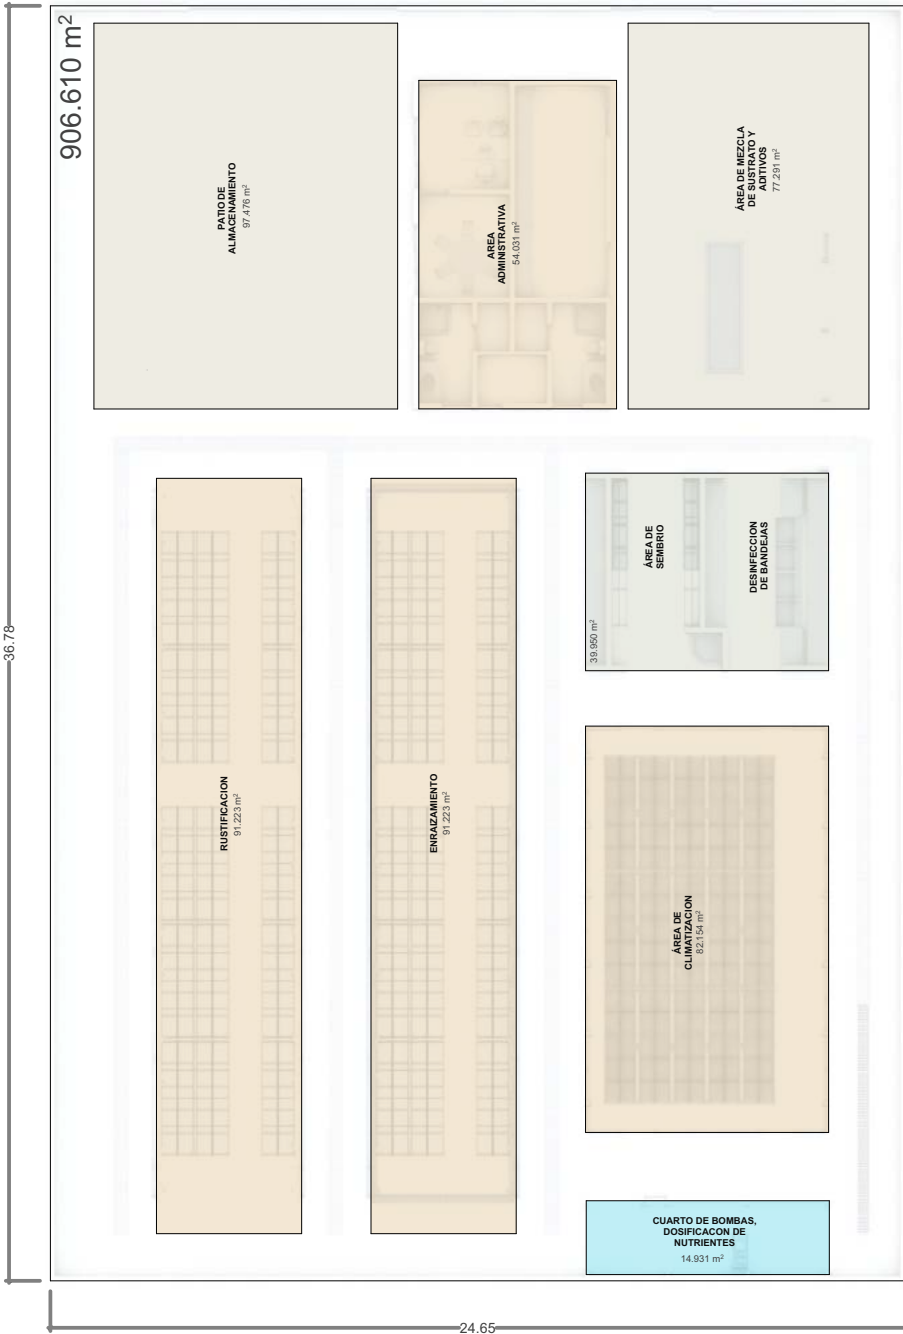 906.610 m²
PATIO DE
ALMACENAMIENTO
97.476 m²
AREA
ADMINISTRATIVA
54.031 m²
ÁREA DE MEZCLA
DE SUSTRATO Y
ADITIVOS
77.291 m²
36.78
RUSTIFICACION
91.223 m²
ENRAIZAMIENTO
91.223 m²
39.950 m²
ÁREA DE
SEMBRIO
DESINFECCION
DE BANDEJAS
ÁREA DE
CLIMATIZACION
82.154 m²
CUARTO DE BOMBAS,
DOSIFICACON DE
NUTRIENTES
14.931 m²
24.65